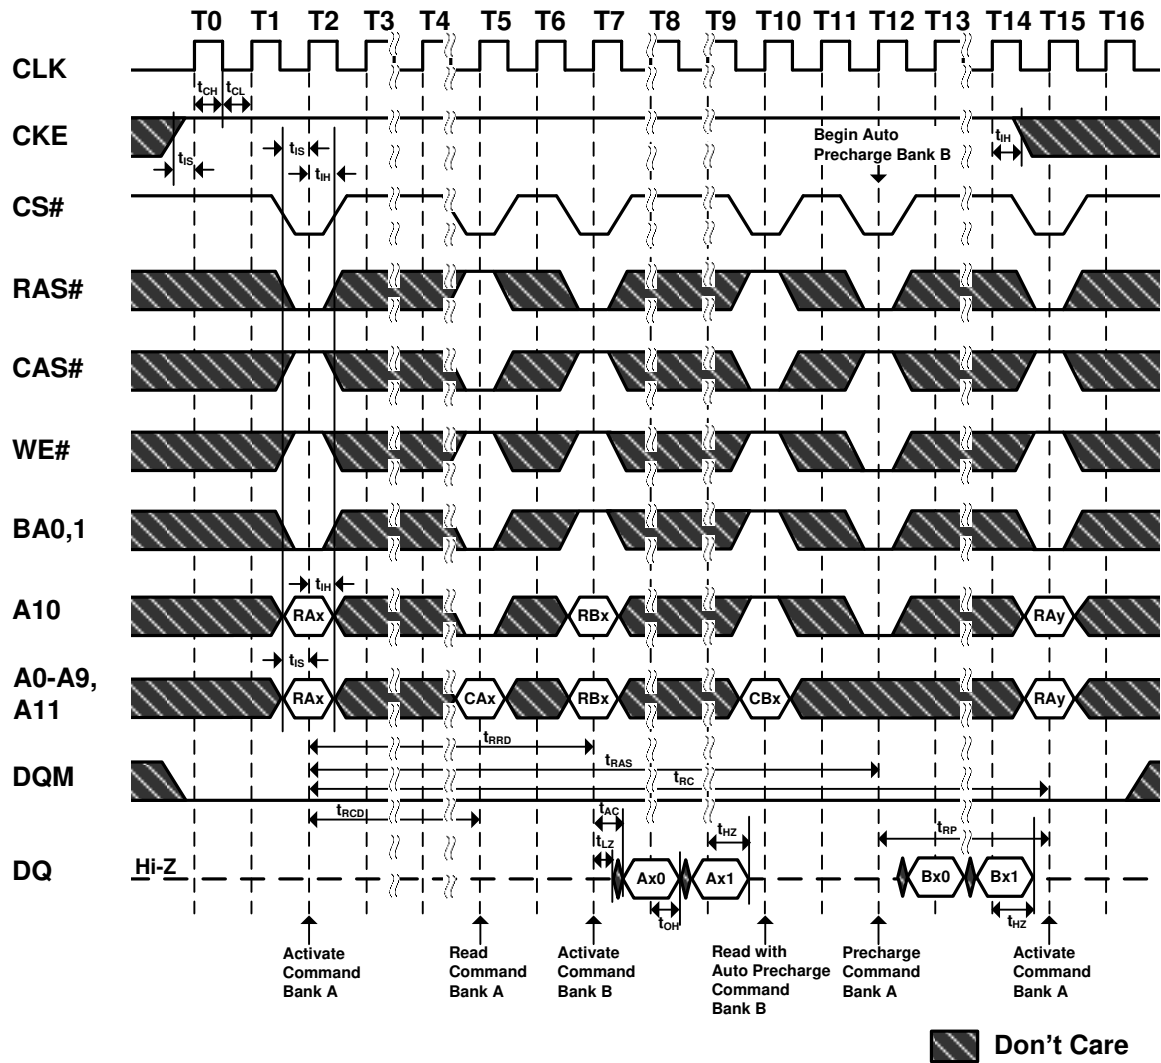 T0 T1 T2 T3 T4 T5 T6 T7 T8 T9 T10 T11 T12 T13 T14 T15 T16
CLK
tCH tCL
CKE
tIS
tIS
tIH
Begin Auto
Precharge Bank B
tIH
CS#
RAS#
CAS#
WE#
BA0,1
tIH
A10
RAx RBx RAy
tIS
A0-A9,
A11
RAx CAx RBx CBx RAy
tRRD
tRAS
tRC
DQM
tRCD
tAC
tLZ
tHZ
tRP
DQ
Hi-Z
Ax0 Ax1 Bx0 Bx1
tOH
tHZ
Activate
Command
Bank A
Read
Command
Bank A
Activate
Command
Bank B
Read with
Auto Precharge
Command
Bank B
Precharge
Command
Bank A
Activate
Command
Bank A
Don't Care